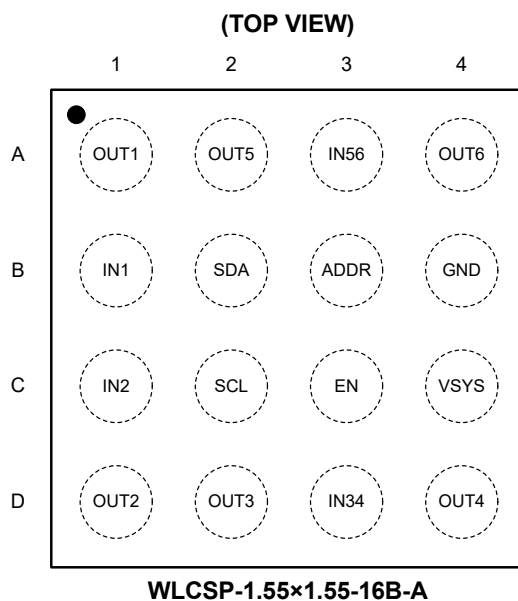 (TOP VIEW)
1 2 3 4
A OUT1 OUT5 IN56 OUT6
B IN1 SDA ADDR GND
C IN2 SCL EN VSYS
D OUT2 OUT3 IN34 OUT4
WLCSP-1.55×1.55-16B-A